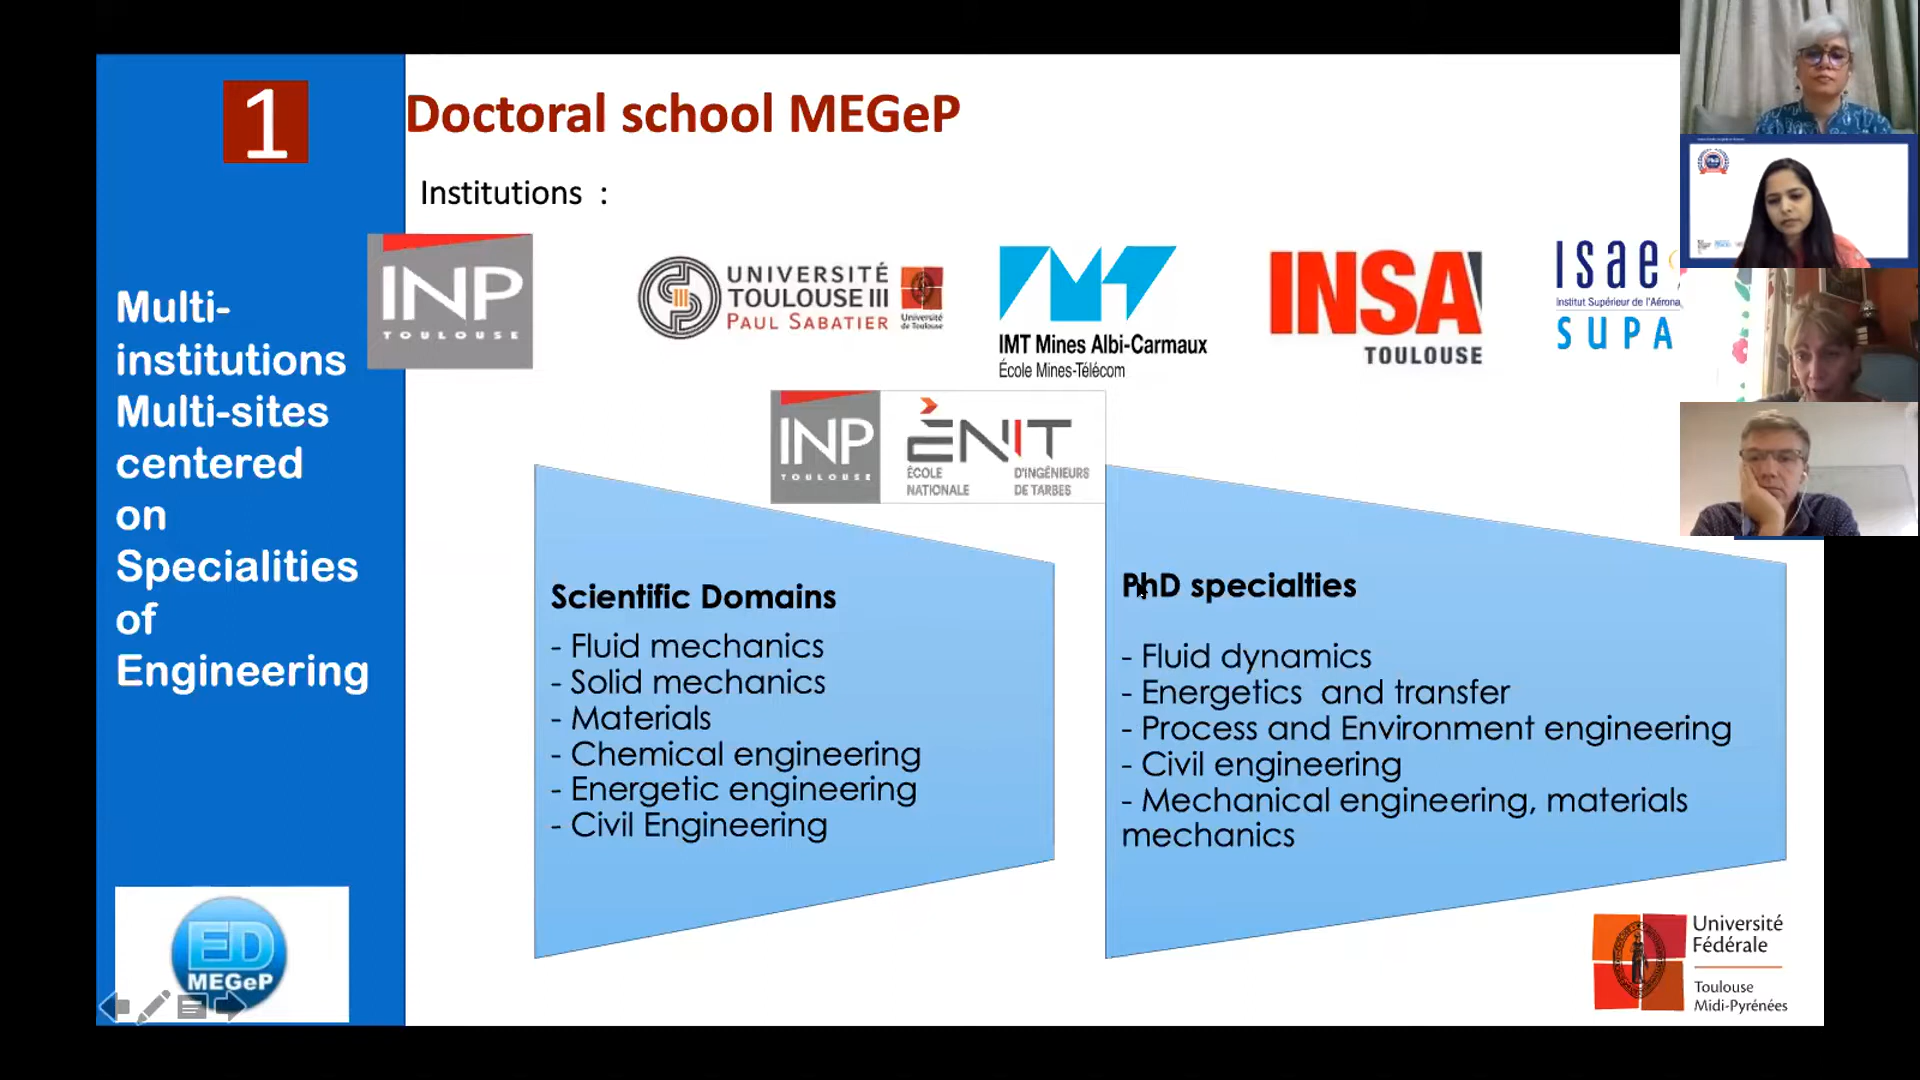 1
Doctoral school MEGeP
Institutions :
Multi-
institutions
Multi-sites
centered
on
Specialities
of
Engineering
INP
TOULOUSE
UNIVERSITÉ
TOULOUSE III
PAUL SABATIER
Université
de Toulouse
IMT Mines Albi-Carmaux
École Mines-Télécom
INSA
TOULOUSE
Isae
Institut Supérieur de l'Aérona
SUPA
INP
TOULOUSE
ÉNIT
ÉCOLE D'INGÉNIEURS
NATIONALE DE TARBES
Scientific Domains
- Fluid mechanics
- Solid mechanics
- Materials
- Chemical engineering
- Energetic engineering
- Civil Engineering
PhD specialties
- Fluid dynamics
- Energetics and transfer
- Process and Environment engineering
- Civil engineering
- Mechanical engineering, materials
mechanics
ED
MEGeP
Université
Fédérale
Toulouse
Midi-Pyrénées